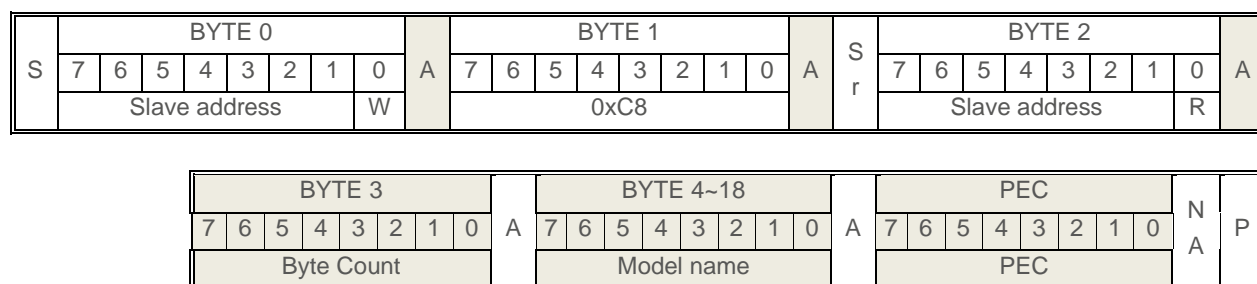 BYTE 0 BYTE 1 BYTE 2
S 7 6 5 4 3 2 1 0 A 7 6 5 4 3 2 1 0 A Sr 7 6 5 4 3 2 1 0 A
Slave address W 0xC8 Slave address R
BYTE 3 BYTE 4~18 PEC
7 6 5 4 3 2 1 0 A 7 6 5 4 3 2 1 0 A 7 6 5 4 3 2 1 0 NA P
Byte Count Model name PEC